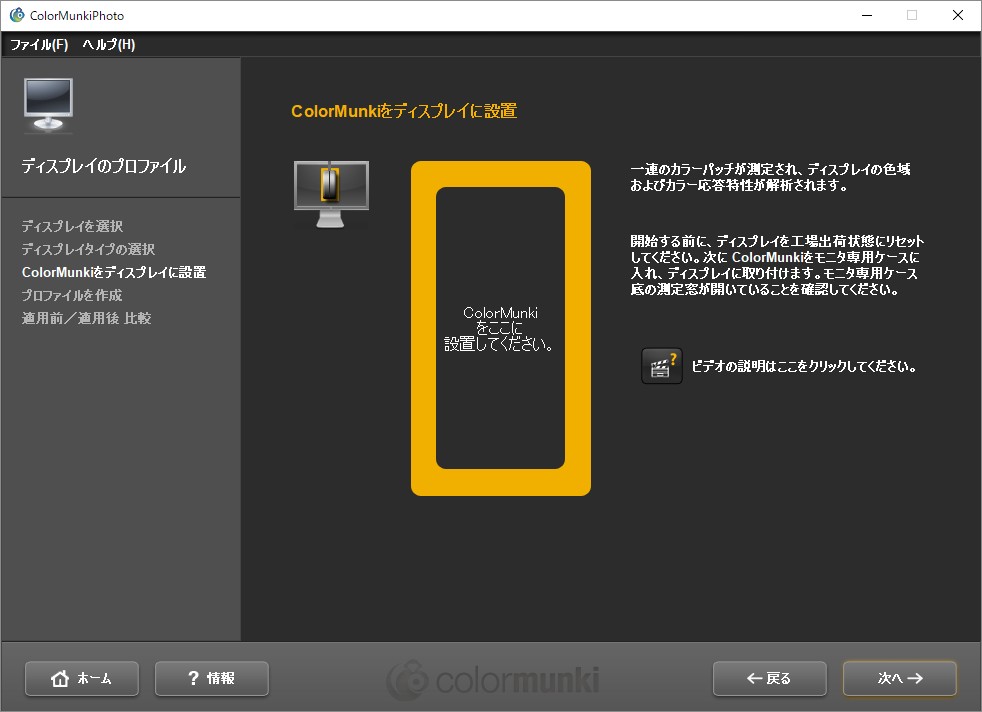 ColorMunkiPhoto
ファイル(F) ヘルプ(H)
ディスプレイのプロファイル
ディスプレイを選択
ディスプレイタイプの選択
ColorMunkiをディスプレイに設置
プロファイルを作成
適用前／適用後 比較
ColorMunkiをディスプレイに設置
ColorMunki
をここに
設置してください。
一連のカラーパッチが測定され、ディスプレイの色域
およびカラー応答特性が解析されます。
開始する前に、ディスプレイを工場出荷状態にリセット
してください。次に ColorMunkiをモニタ専用ケースに
入れ、ディスプレイに取り付けます。モニタ専用ケース
底の測定窓が開いていることを確認してください。
?
ビデオの説明はここをクリックしてください。
ホーム
? 情報
colormunki
←戻る
次へ→